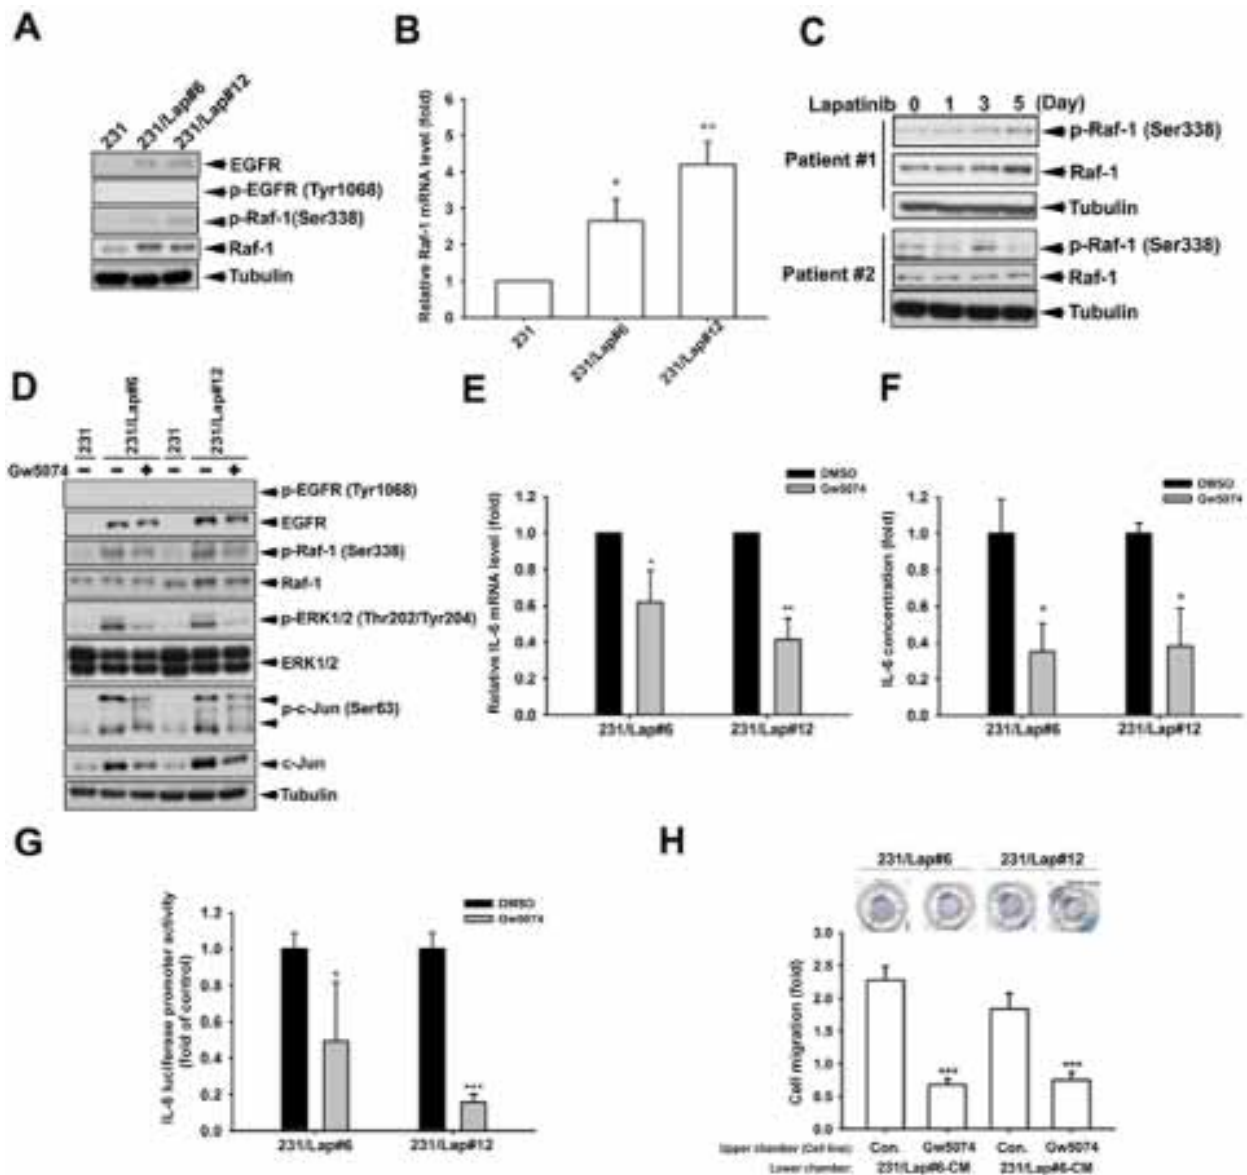 A
231
231/Lap#6
231/Lap#12
EGFR
p-EGFR (Tyr1068)
p-Raf-1(Ser338)
Raf-1
Tubulin
B
Relative Raf-1 mRNA level (fold)
6
5
4
3
2
1
0
*
**
231
231/Lap#6
231/Lap#12
C
Lapatinib 0 1 3 5 (Day)
Patient #1
p-Raf-1 (Ser338)
Raf-1
Tubulin
Patient #2
p-Raf-1 (Ser338)
Raf-1
Tubulin
D
231
231/Lap#6
231
231/Lap#12
Gw5074 - - + - - +
p-EGFR (Tyr1068)
EGFR
p-Raf-1 (Ser338)
Raf-1
p-ERK1/2 (Thr202/Tyr204)
ERK1/2
p-c-Jun (Ser63)
c-Jun
Tubulin
E
DMSO
Gw5074
Relative IL-6 mRNA level (fold)
1.2
1.0
0.8
0.6
0.4
0.2
0.0
*
**
231/Lap#6 231/Lap#12
F
DMSO
Gw5074
IL-6 concentration (fold)
1.2
1.0
0.8
0.6
0.4
0.2
0.0
*
*
231/Lap#6 231/Lap#12
G
DMSO
Gw5074
IL-6 luciferase promoter activity
(fold of control)
1.2
1.0
0.8
0.6
0.4
0.2
0.0
*
***
231/Lap#6 231/Lap#12
H
231/Lap#6 231/Lap#12
Cell migration (fold)
3.0
2.5
2.0
1.5
1.0
0.5
0.0
***
***
Upper chamber (Cell line): Con. Gw5074 Con. Gw5074
Lower chamber: 231/Lap#6-CM 231/Lap#6-CM